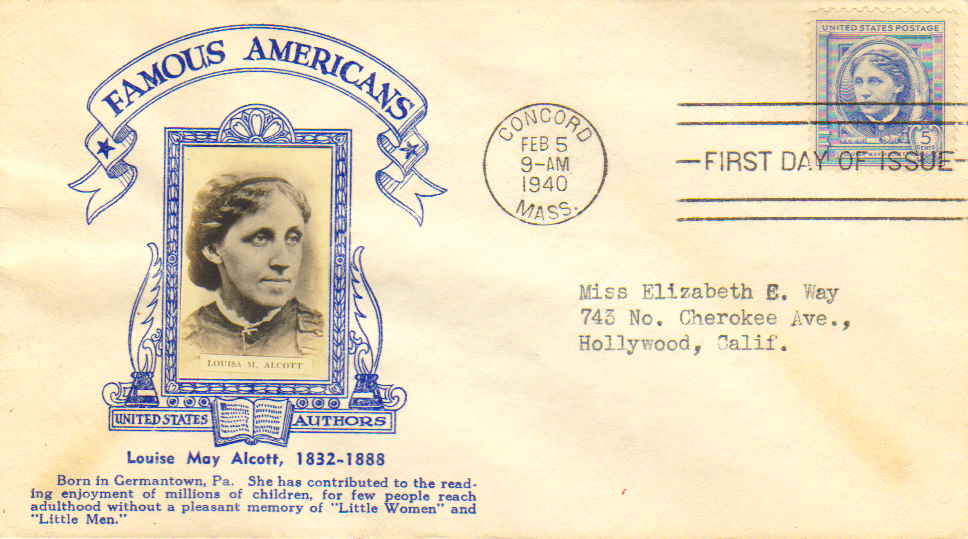 FAMOUS AMERICANS
LOUISA M. ALCOTT
UNITED STATES AUTHORS
Louise May Alcott, 1832-1888
Born in Germantown, Pa. She has contributed to the read-
ing enjoyment of millions of children, for few people reach
adulthood without a pleasant memory of "Little Women" and
"Little Men."
CONCORD
FEB 5
9-AM
1940
MASS.
UNITED STATES POSTAGE
5
CENTS
FIRST DAY OF ISSUE
Miss Elizabeth E. Way
743 No. Cherokee Ave.,
Hollywood, Calif.